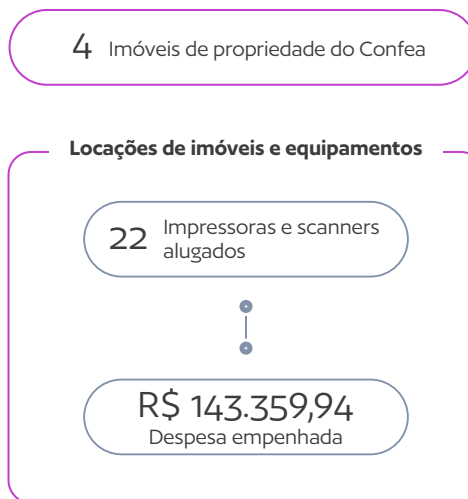 4 Imóveis de propriedade do Confea
Locações de imóveis e equipamentos
22 Impressoras e scanners
alugados
R$ 143.359,94
Despesa empenhada